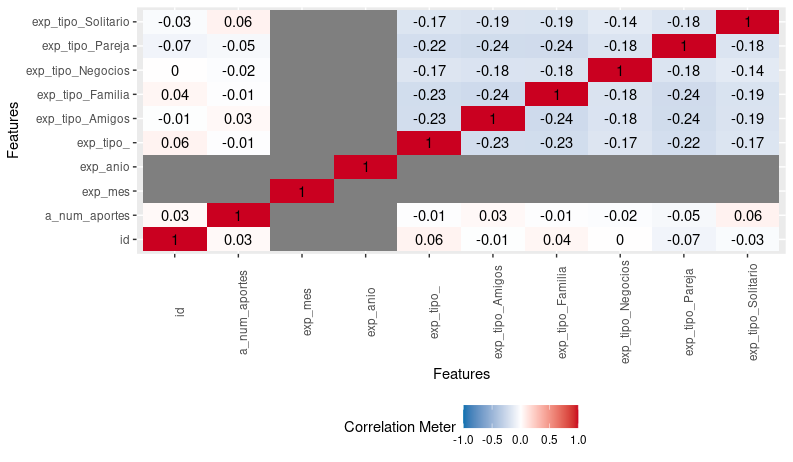 exp_tipo_Solitario -0.03 0.06 -0.17 -0.19 -0.19 -0.14 -0.18 1
exp_tipo_Pareja -0.07 -0.05 -0.22 -0.24 -0.24 -0.18 1 -0.18
exp_tipo_Negocios 0 -0.02 -0.17 -0.18 -0.18 1 -0.18 -0.14
exp_tipo_Familia 0.04 -0.01 -0.23 -0.24 1 -0.18 -0.24 -0.19
exp_tipo_Amigos -0.01 0.03 -0.23 1 -0.24 -0.18 -0.24 -0.19
exp_tipo_ 0.06 -0.01 1 -0.23 -0.23 -0.17 -0.22 -0.17
exp_anio 1
exp_mes 1
a_num_aportes 0.03 1 -0.01 0.03 -0.01 -0.02 -0.05 0.06
id 1 0.03 0.06 -0.01 0.04 0 -0.07 -0.03
Features
id
a_num_aportes
exp_mes
exp_anio
exp_tipo_
exp_tipo_Amigos
exp_tipo_Familia
exp_tipo_Negocios
exp_tipo_Pareja
exp_tipo_Solitario
Features
Correlation Meter
-1.0 -0.5 0.0 0.5 1.0